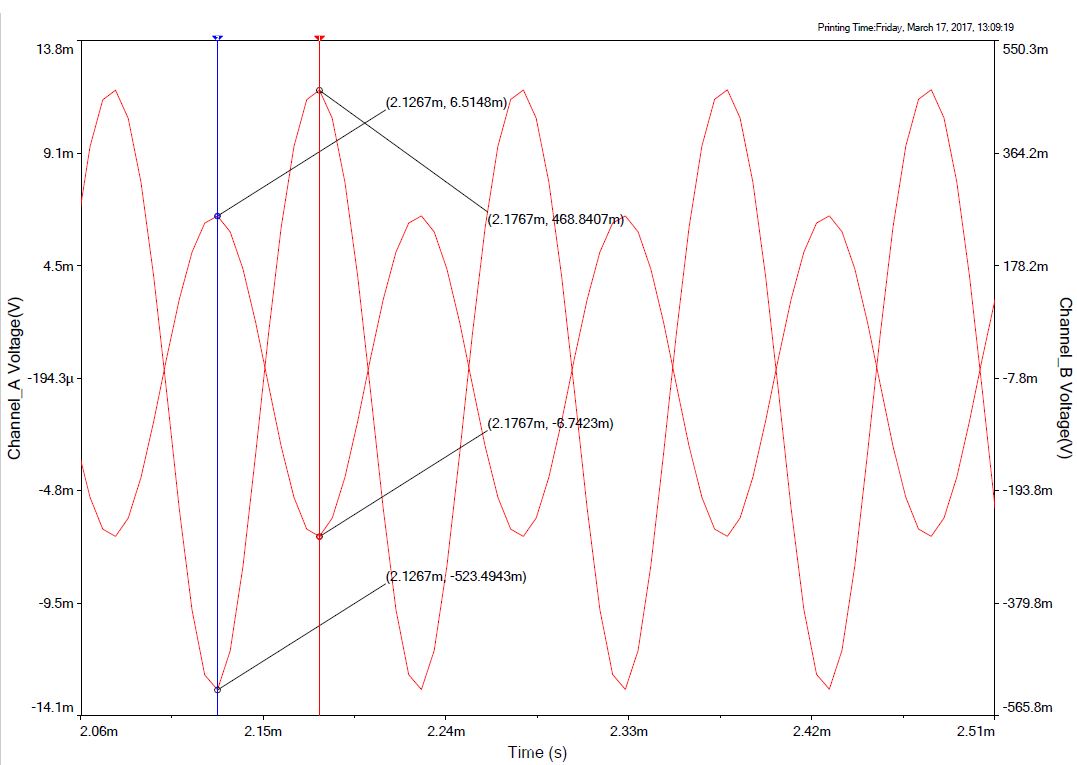 Printing Time:Friday, March 17, 2017, 13:09:19
13.8m
550.3m
(2.1267m, 6.5148m)
9.1m
364.2m
(2.1767m, 468.8407m)
4.5m
178.2m
Channel_A Voltage(V)
Channel_B Voltage(V)
-194.3µ
-7.8m
(2.1767m, -6.7423m)
-4.8m
-193.8m
(2.1267m, -523.4943m)
-9.5m
-379.8m
-14.1m
-565.8m
2.06m
2.15m
2.24m
2.33m
2.42m
2.51m
Time (s)